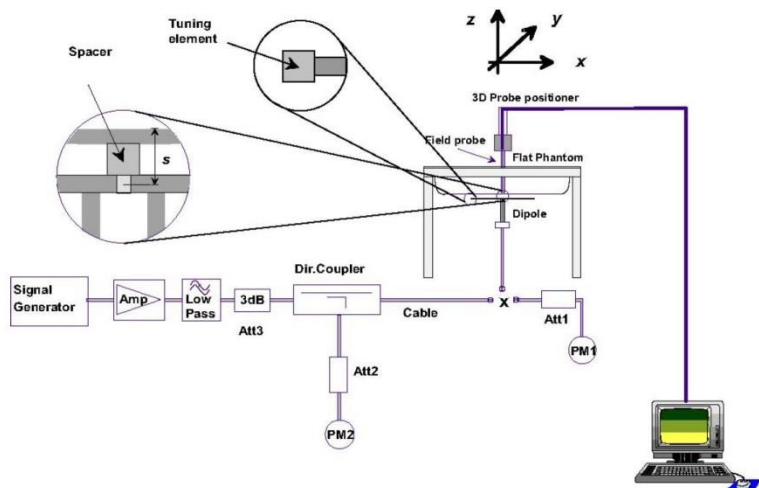 Tuning
element
Spacer
s
z
y
x
3D Probe positioner
Field probe
Flat Phantom
Dipole
Signal
Generator
Amp
Low
Pass
3dB
Att3
Dir.Coupler
Cable
x
Att1
PM1
Att2
PM2